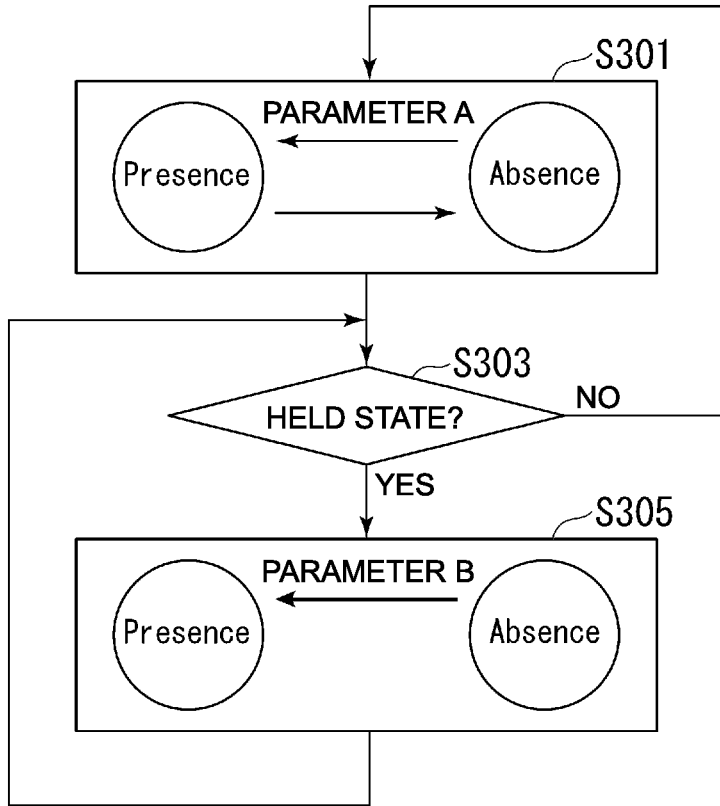 S301
PARAMETER A
Presence
Absence
S303
HELD STATE?
NO
YES
S305
PARAMETER B
Presence
Absence